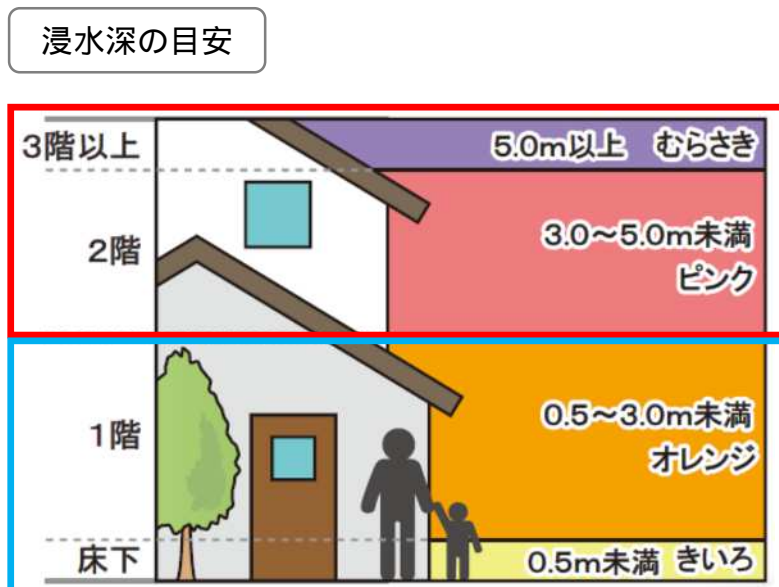 浸水深の目安
3階以上
5.0m以上 むらさき
2階
3.0～5.0m未満
ピンク
1階
0.5～3.0m未満
オレンジ
床下
0.5m未満 きいろ